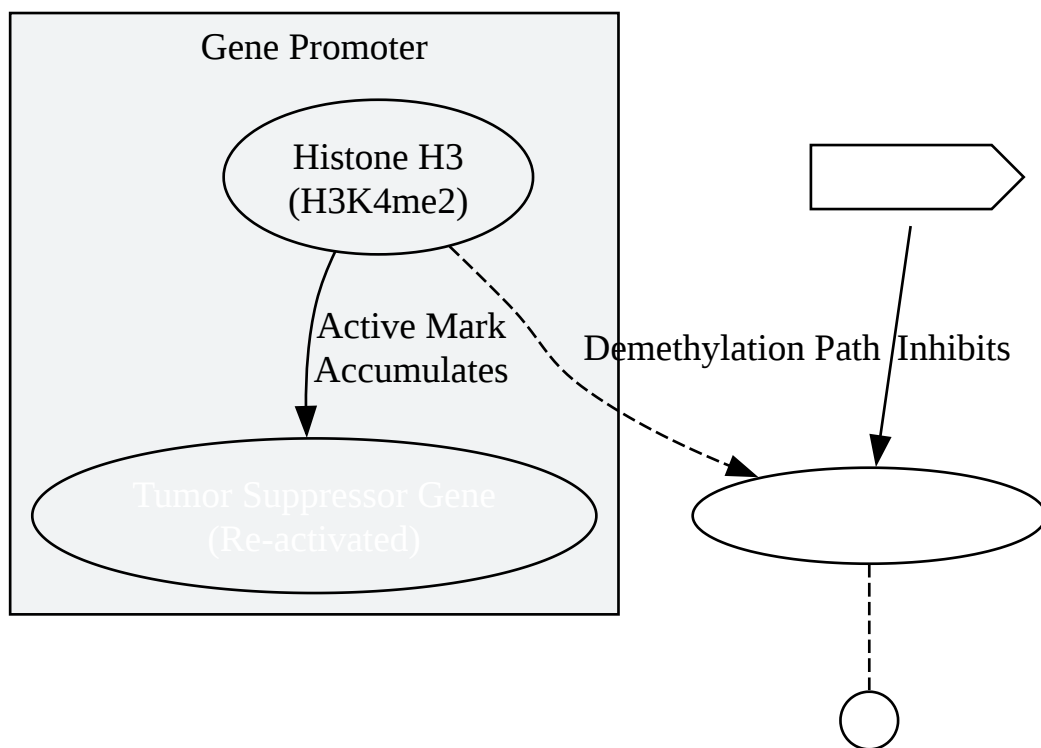 Gene Promoter
Histone H3
(H3K4me2)
Active Mark
Accumulates
Demethylation Path
Inhibits
Tumor Suppressor Gene
(Re-activated)